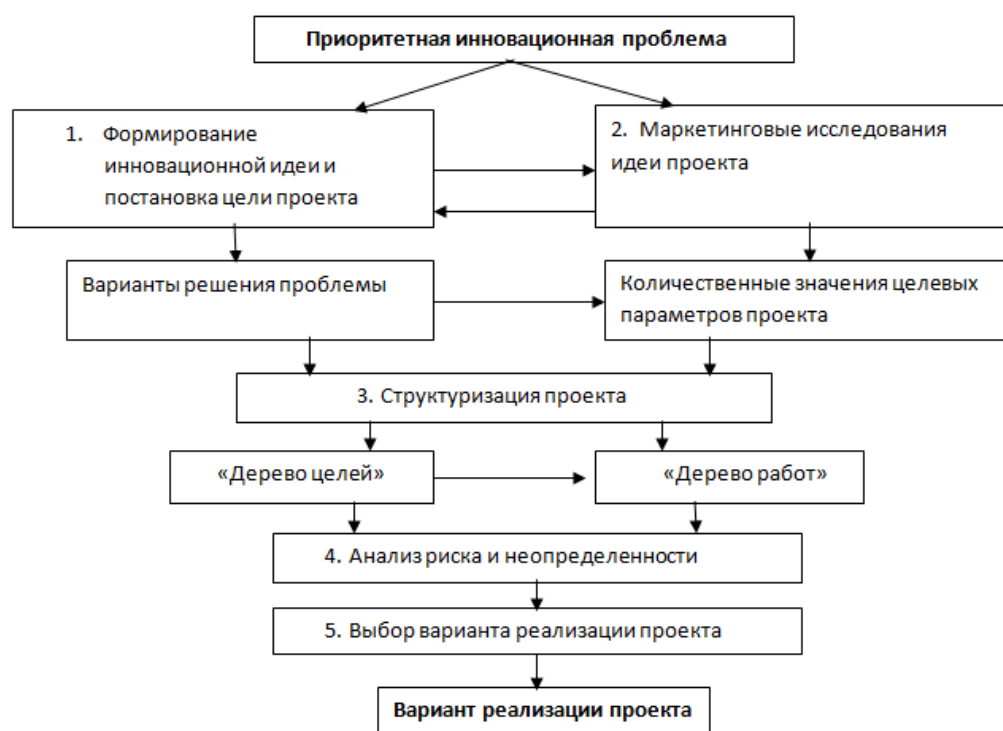 Приоритетная инновационная проблема
1. Формирование
инновационной идеи и
постановка цели проекта
2. Маркетинговые исследования
идеи проекта
Варианты решения проблемы
Количественные значения целевых
параметров проекта
3. Структуризация проекта
«Дерево целей»
«Дерево работ»
4. Анализ риска и неопределенности
5. Выбор варианта реализации проекта
Вариант реализации проекта